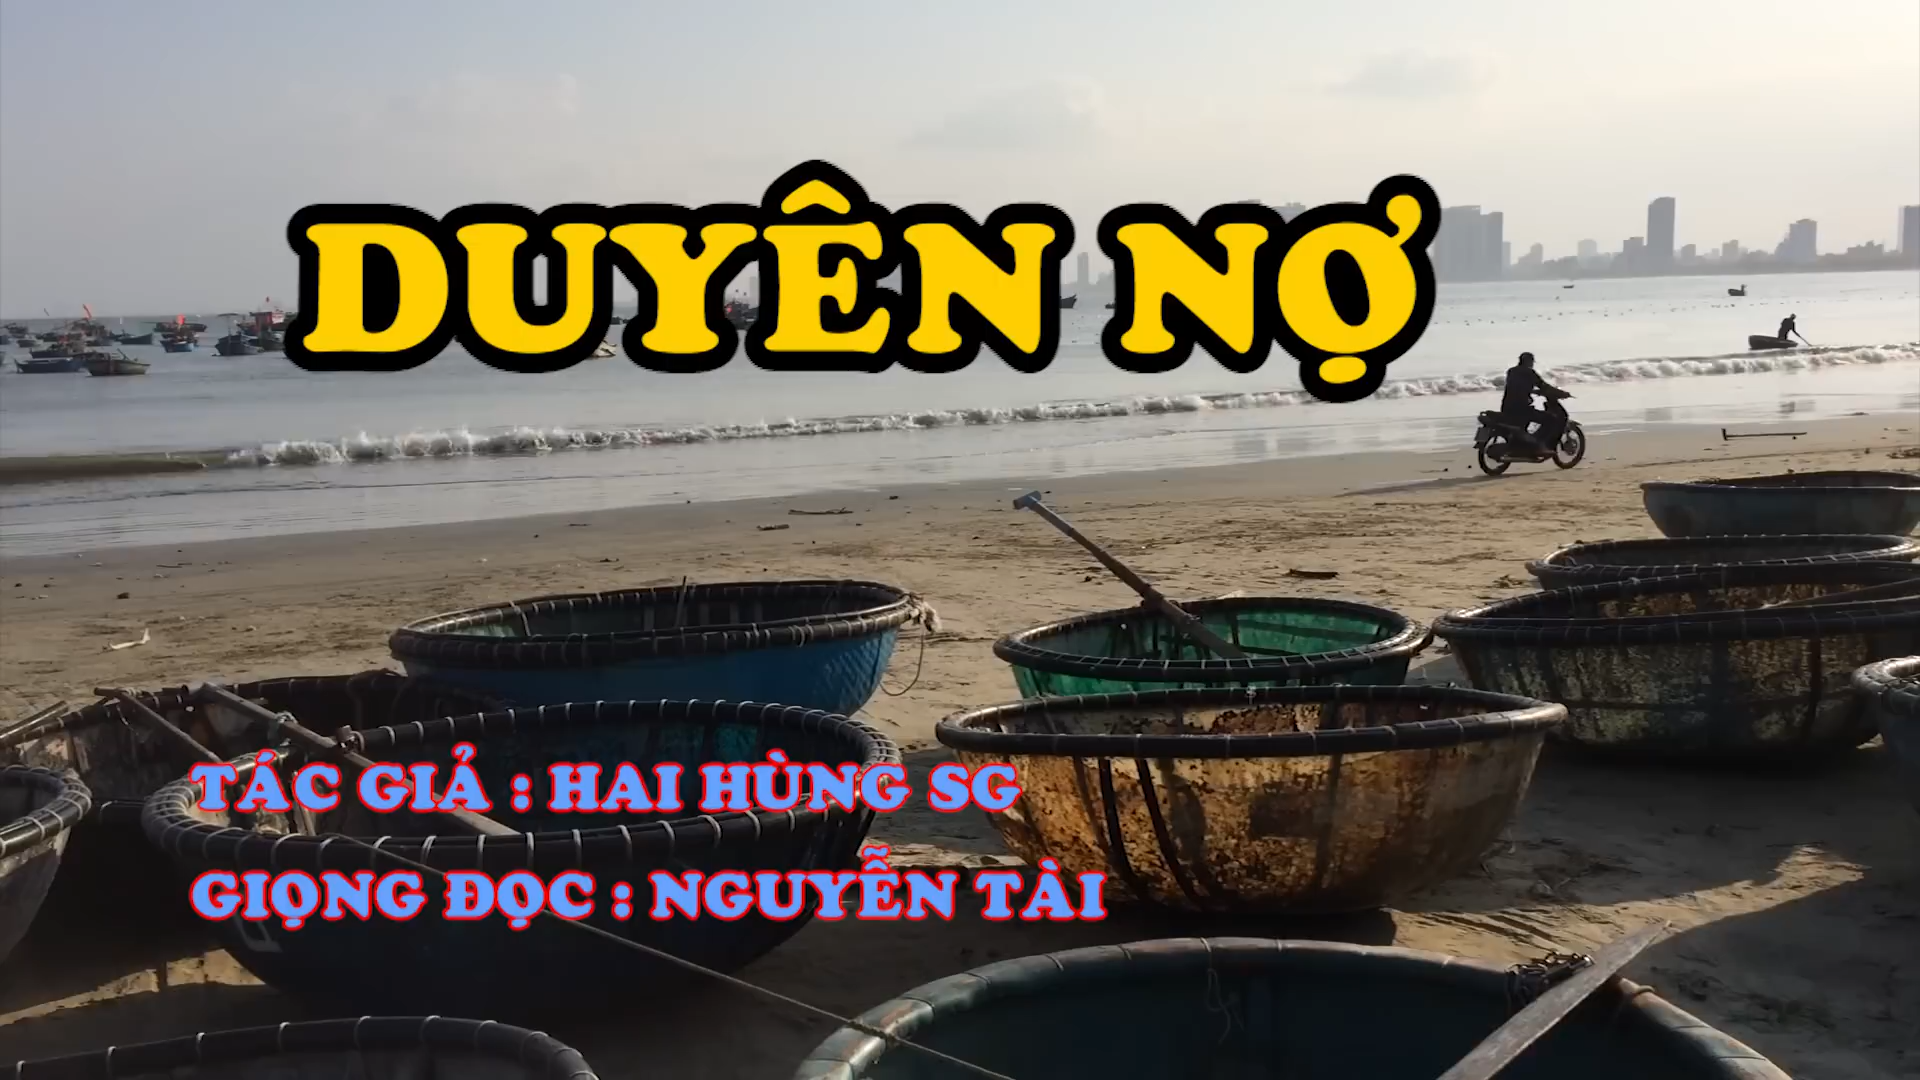 DUYÊN NỢ
TÁC GIẢ : HAI HÙNG SG
GIỌNG ĐỌC : NGUYỄN TÀI